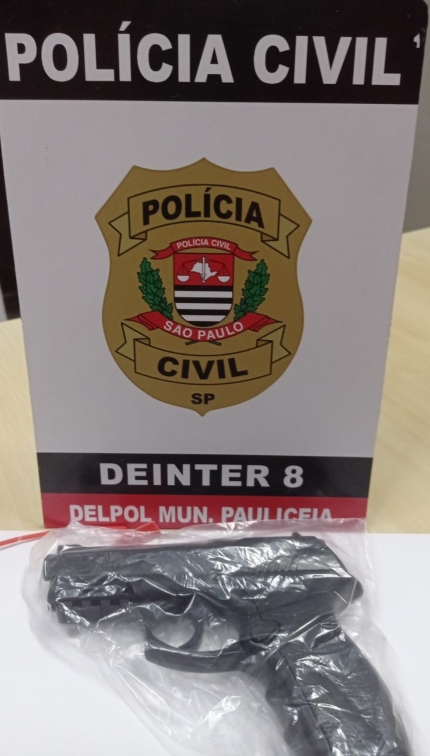 POLÍCIA CIVIL
POLÍCIA
POLICIA CIVIL
SÃO PAULO
CIVIL
SP
DEINTER 8
DELPOL MUN. PAULICEIA